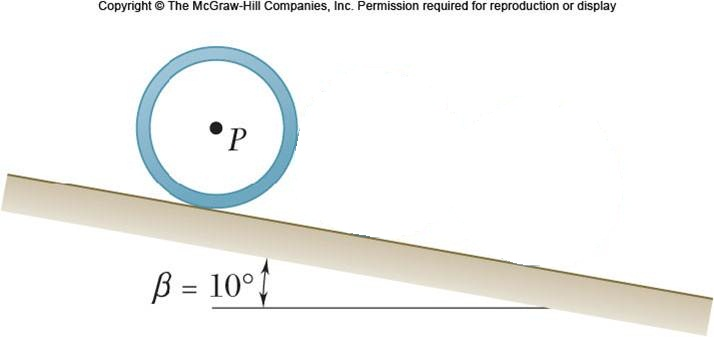 Copyright © The McGraw-Hill Companies, Inc. Permission required for reproduction or display
P
β = 10°